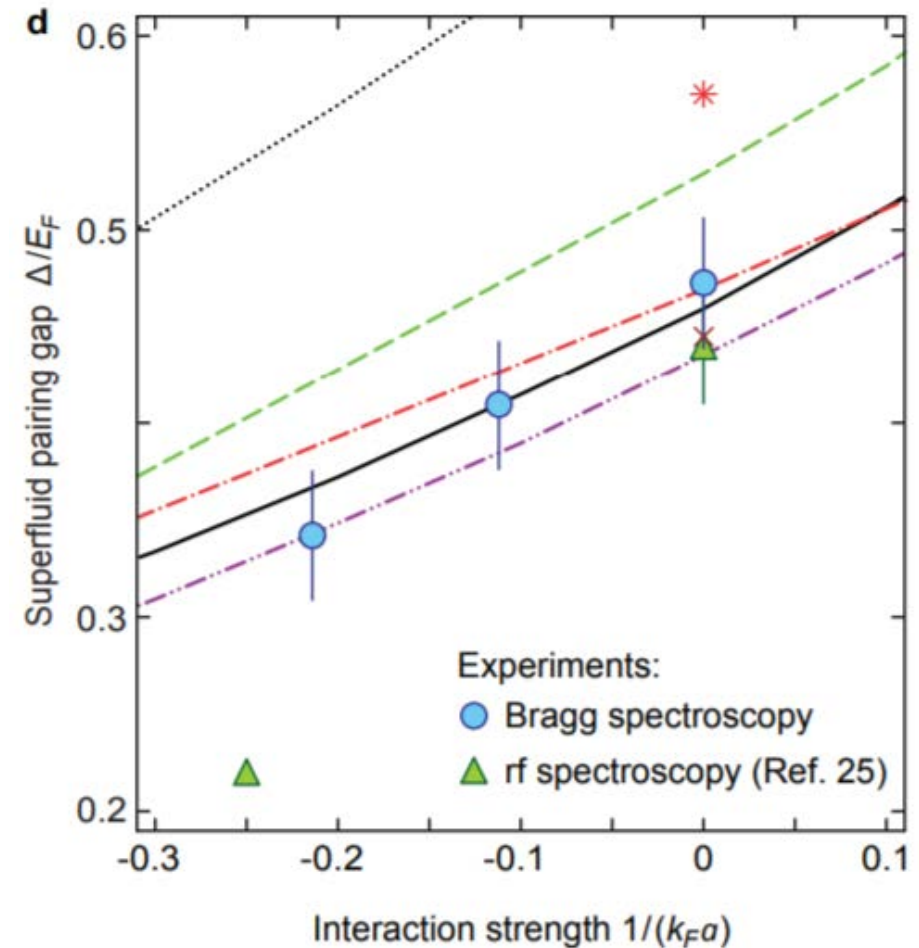 d
0.6
0.5
0.3
0.2
Superfluid pairing gap Δ/E_F
Experiments:
Bragg spectroscopy
rf spectroscopy (Ref. 25)
-0.3 -0.2 -0.1 0 0.1
Interaction strength 1/(k_Fa)